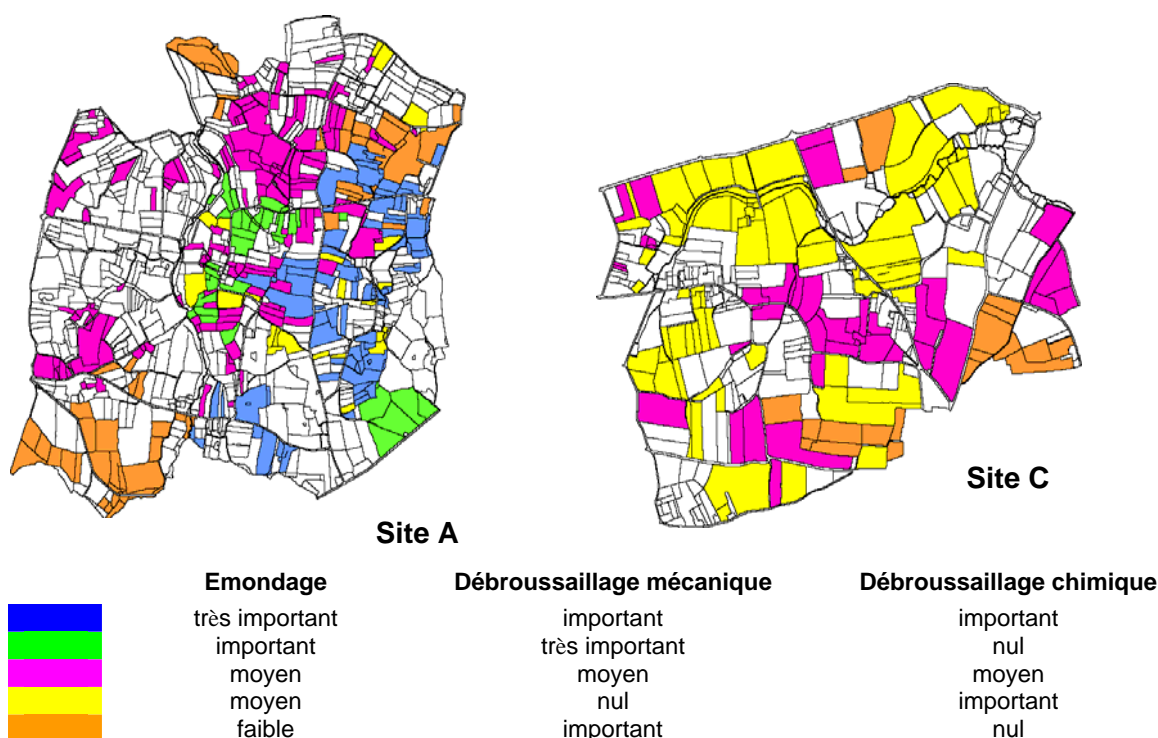 Site C
Site A
Emondage Débroussaillage mécanique Débroussaillage chimique
très important important important
important très important nul
moyen moyen moyen
moyen nul important
faible important nul